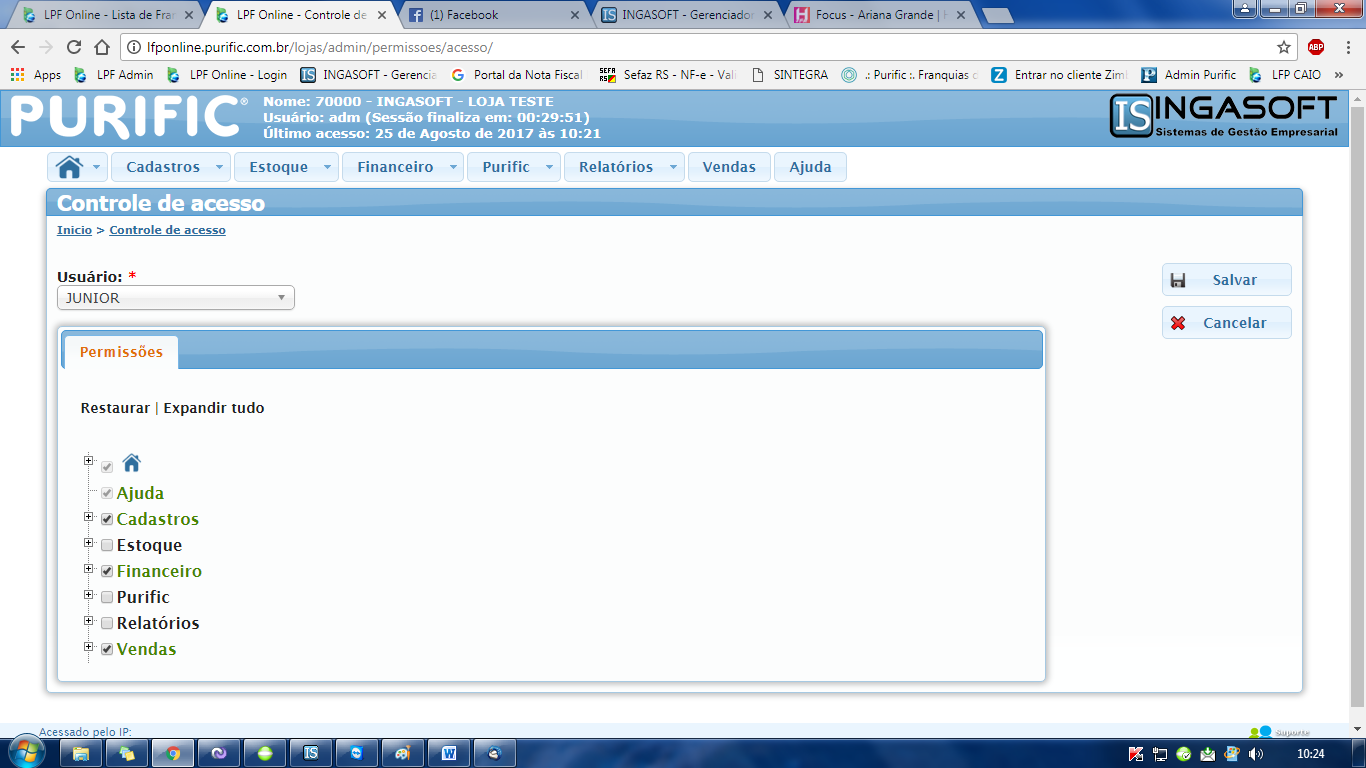 LPF Online - Lista de Fran
LPF Online - Controle de
(1) Facebook
INGASOFT - Gerenciador
Focus - Ariana Grande |
lfponline.purific.com.br/lojas/admin/permissoes/acesso/
ABP
Apps
LPF Admin
LPF Online - Login
INGASOFT - Gerencia
Portal da Nota Fiscal
Sefaz RS - NF-e - Vali
SINTEGRA
.: Purific :. Franquias
Entrar no cliente Zim
Admin Purific
LFP CAIO
»
PURIFIC®
Nome: 70000 - INGASOFT - LOJA TESTE
Usuário: adm (Sessão finaliza em: 00:29:51)
Último acesso: 25 de Agosto de 2017 às 10:21
IS INGASOFT
Sistemas de Gestão Empresarial
Cadastros
Estoque
Financeiro
Purific
Relatórios
Vendas
Ajuda
Controle de acesso
Inicio > Controle de acesso
Usuário: *
JUNIOR
Salvar
Cancelar
Permissões
Restaurar | Expandir tudo
Ajuda
Cadastros
Estoque
Financeiro
Purific
Relatórios
Vendas
Acessado pelo IP:
Suporte
10:24